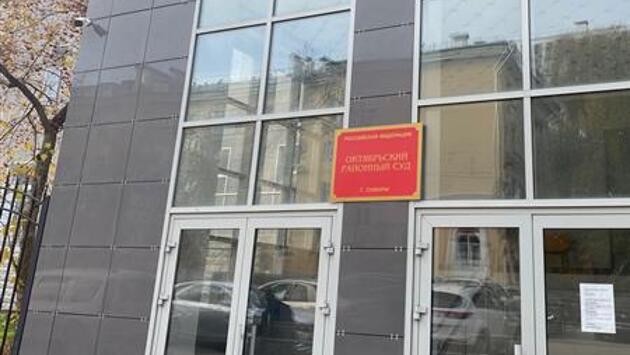 РОССИЙСКАЯ ФЕДЕРАЦИЯ
ОКТЯБРЬСКИЙ
РАЙОННЫЙ СУД
Г. САМАРЫ